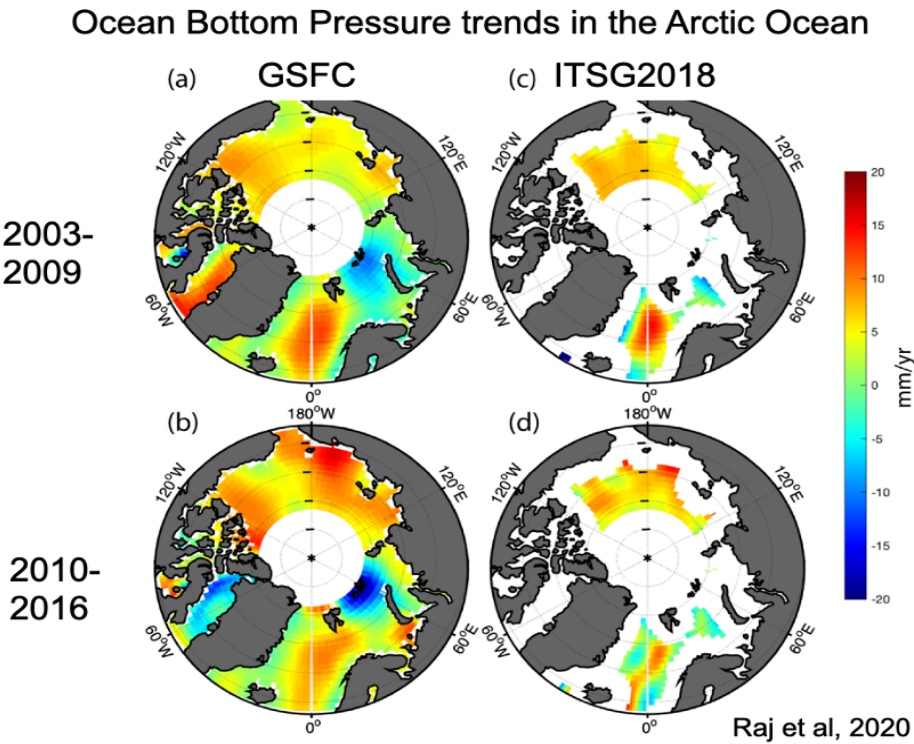 Ocean Bottom Pressure trends in the Arctic Ocean
(a) GSFC (c) ITSG2018
120°W 120°E 120°W 120°E
2003-
2009
60°W 60°E 60°W 60°E
0° 0°
20
15
10
5
0
-5
-10
-15
-20
mm/yr
(b) 180°W (d) 180°W
120°W 120°E 120°W 120°E
2010-
2016
60°W 60°E 60°W 60°E
0° 0°
Raj et al, 2020